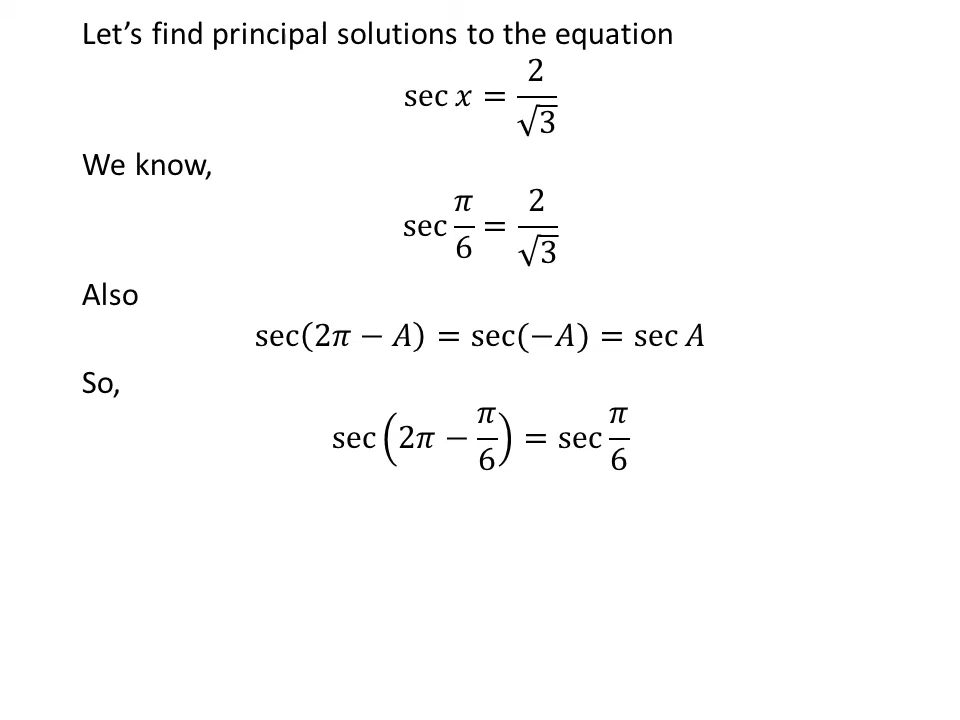 Let’s find principal solutions to the equation
sec 𝑥 = 2/√3
We know,
sec 𝜋/6 = 2/√3
Also
sec(2𝜋 − 𝐴) = sec(−𝐴) = sec 𝐴
So,
sec(2𝜋 − 𝜋/6) = sec 𝜋/6